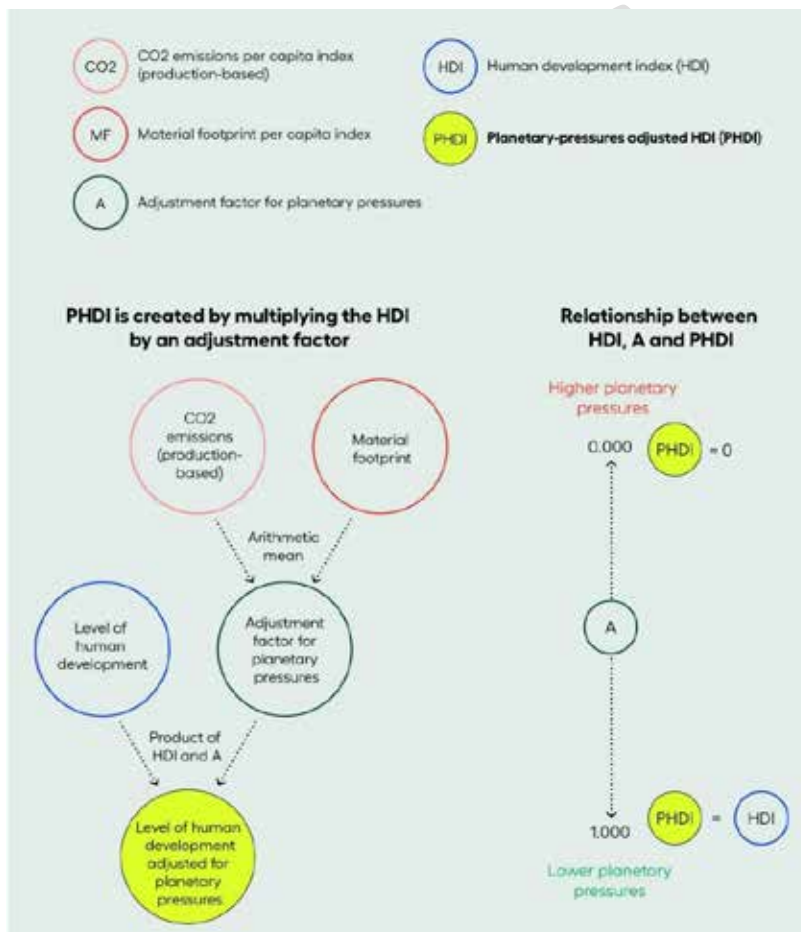 CO2
CO2 emissions per capita index
(production-based)
HDI
Human development index (HDI)
MF
Material footprint per capita index
PHDI
Planetary-pressures adjusted HDI (PHDI)
A
Adjustment factor for planetary pressures
PHDI is created by multiplying the HDI
by an adjustment factor
CO2
emissions
(production-
based)
Material
footprint
Arithmetic
mean
Level of
human
development
Adjustment
factor for
planetary
pressures
Product of
HDI and A
Level of human
development
adjusted for
planetary
pressures
Relationship between
HDI, A and PHDI
Higher planetary
pressures
0.000 PHDI = 0
A
1.000 PHDI = HDI
Lower planetary
pressures